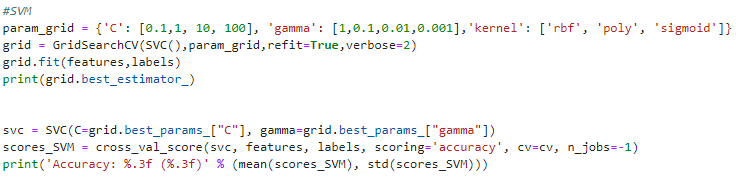 #SVM
param_grid = {'C': [0.1,1, 10, 100], 'gamma': [1,0.1,0.01,0.001],'kernel': ['rbf', 'poly', 'sigmoid']}
grid = GridSearchCV(SVC(),param_grid,refit=True,verbose=2)
grid.fit(features,labels)
print(grid.best_estimator_)
svc = SVC(C=grid.best_params_["C"], gamma=grid.best_params_["gamma"])
scores_SVM = cross_val_score(svc, features, labels, scoring='accuracy', cv=cv, n_jobs=-1)
print('Accuracy: %.3f (%.3f)' % (mean(scores_SVM), std(scores_SVM)))